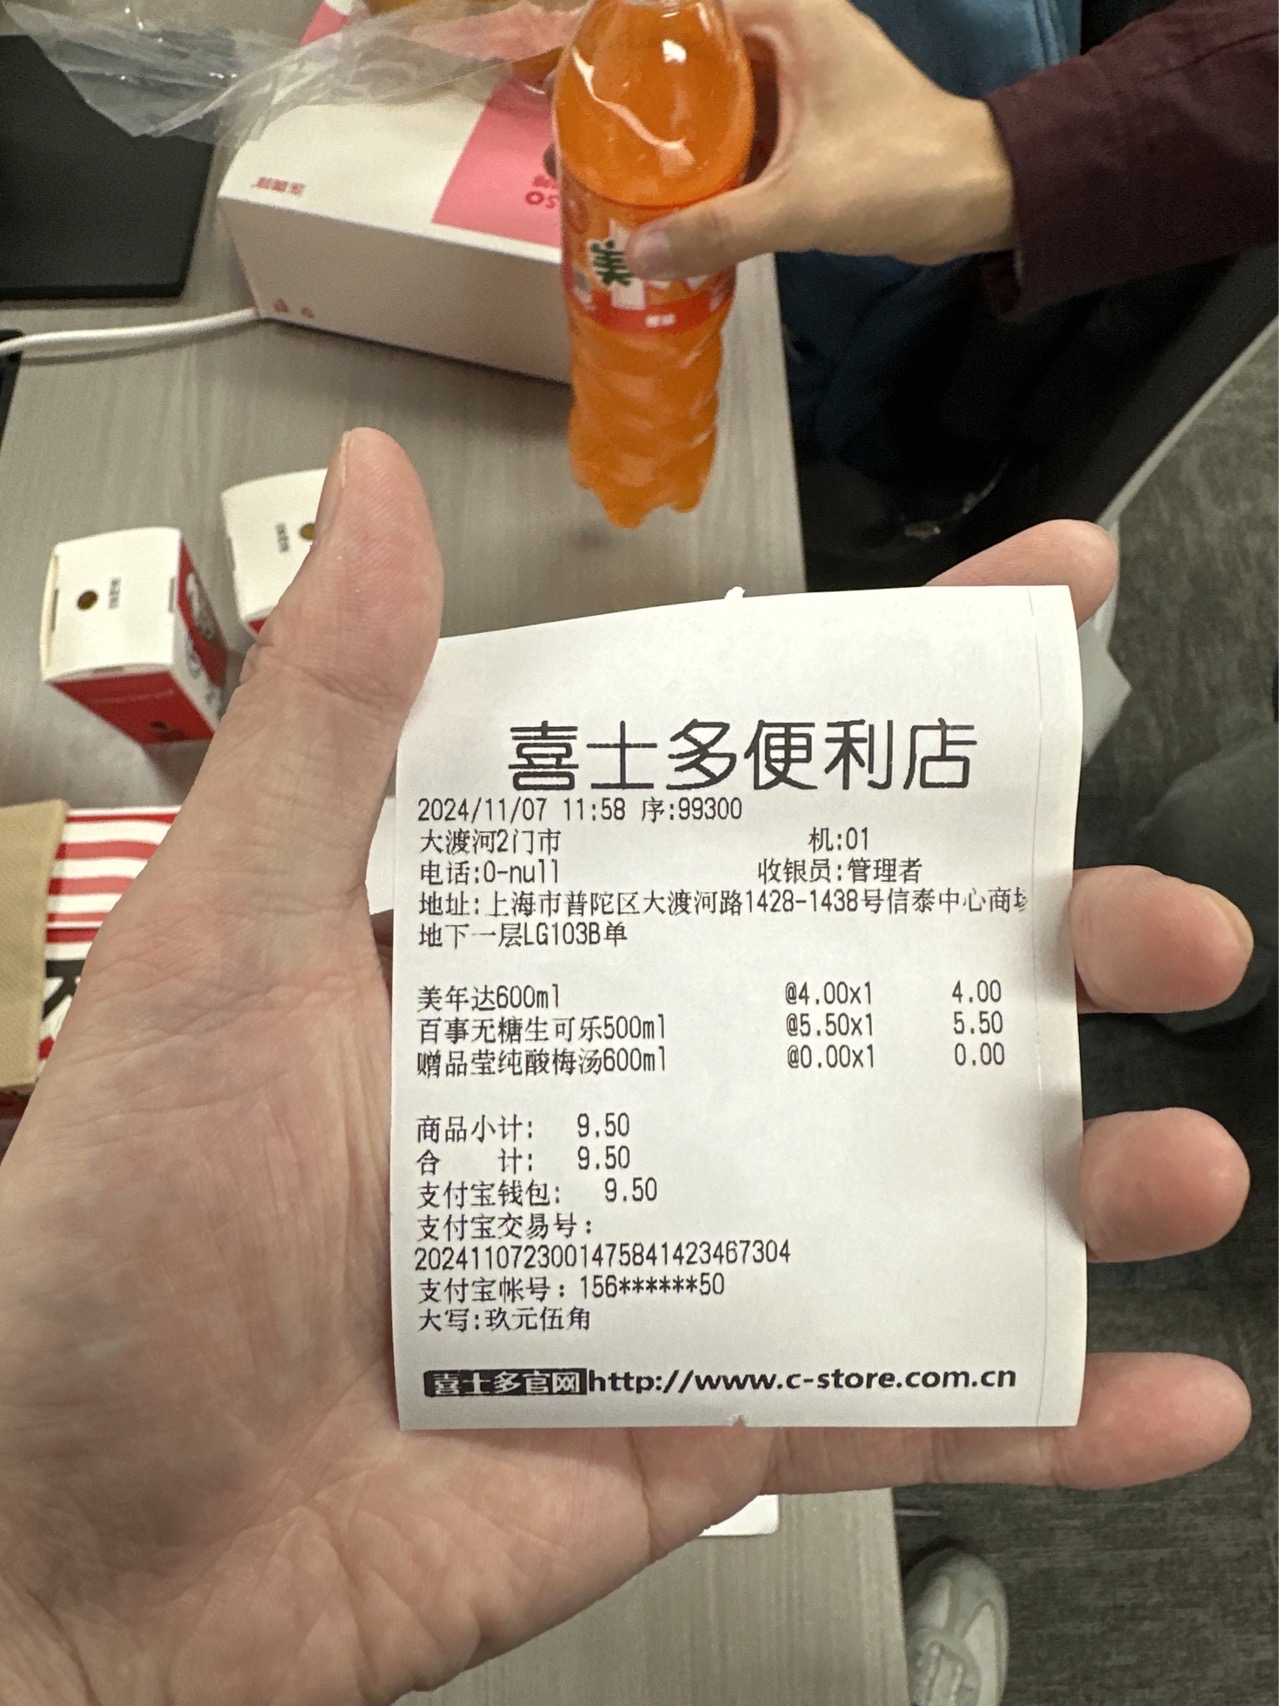 美
喜士多便利店
2024/11/07 11:58 序:99300
大渡河2门市 机:01
电话:0-null 收银员:管理者
地址:上海市普陀区大渡河路1428-1438号信泰中心商场
地下一层LG103B单
美年达600ml @4.00x1 4.00
百事无糖生可乐500ml @5.50x1 5.50
赠品莹纯酸梅汤600ml @0.00x1 0.00
商品小计: 9.50
合 计: 9.50
支付宝钱包: 9.50
支付宝交易号:
2024110723001475841423467304
支付宝帐号:156******50
大写:玖元伍角
喜士多官网http://www.c-store.com.cn